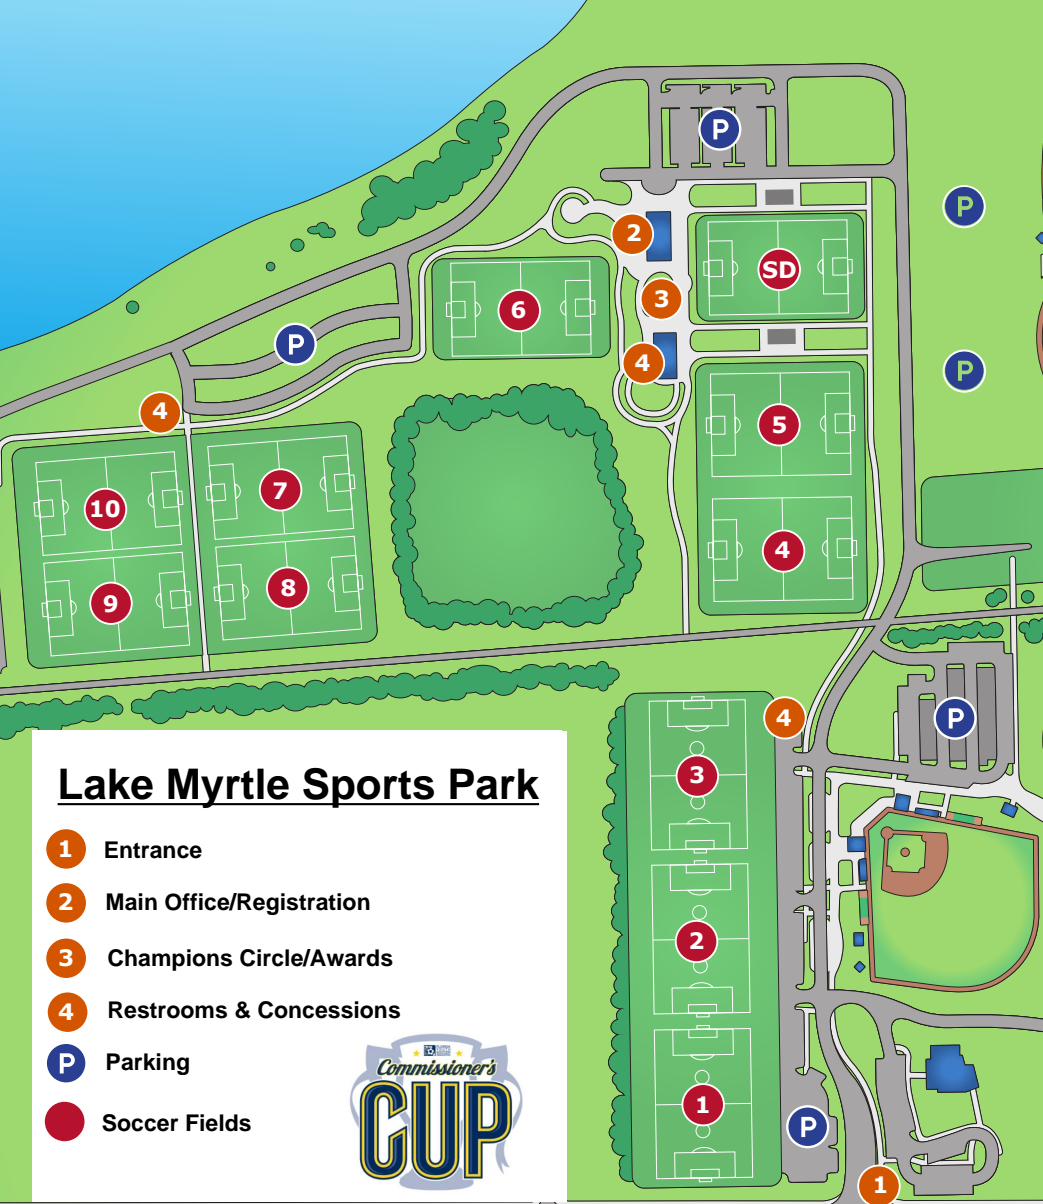 P
P
2
SD
3
6
P
4
P
4
5
7
10
4
8
9
4
P
3
Lake Myrtle Sports Park
1 Entrance
2 Main Office/Registration
2
3 Champions Circle/Awards
4 Restrooms & Concessions
P Parking
Commissioner's
CUP
Soccer Fields
1
P
1